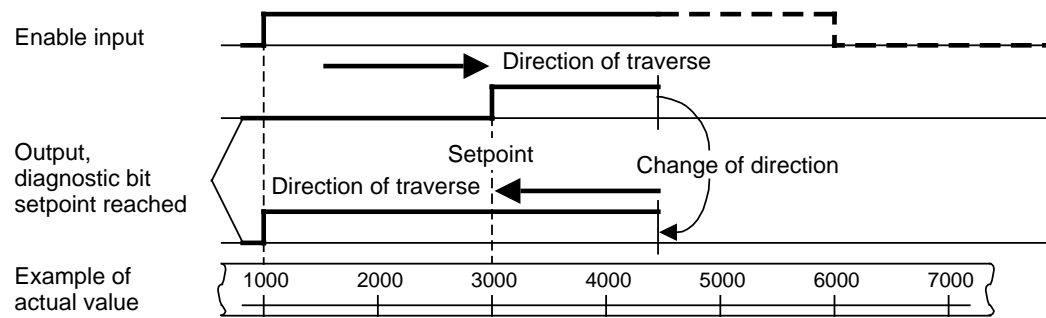 Enable input
Direction of traverse
Output,
diagnostic bit
setpoint reached
Setpoint
Change of direction
Direction of traverse
Example of
actual value
1000 2000 3000 4000 5000 6000 7000